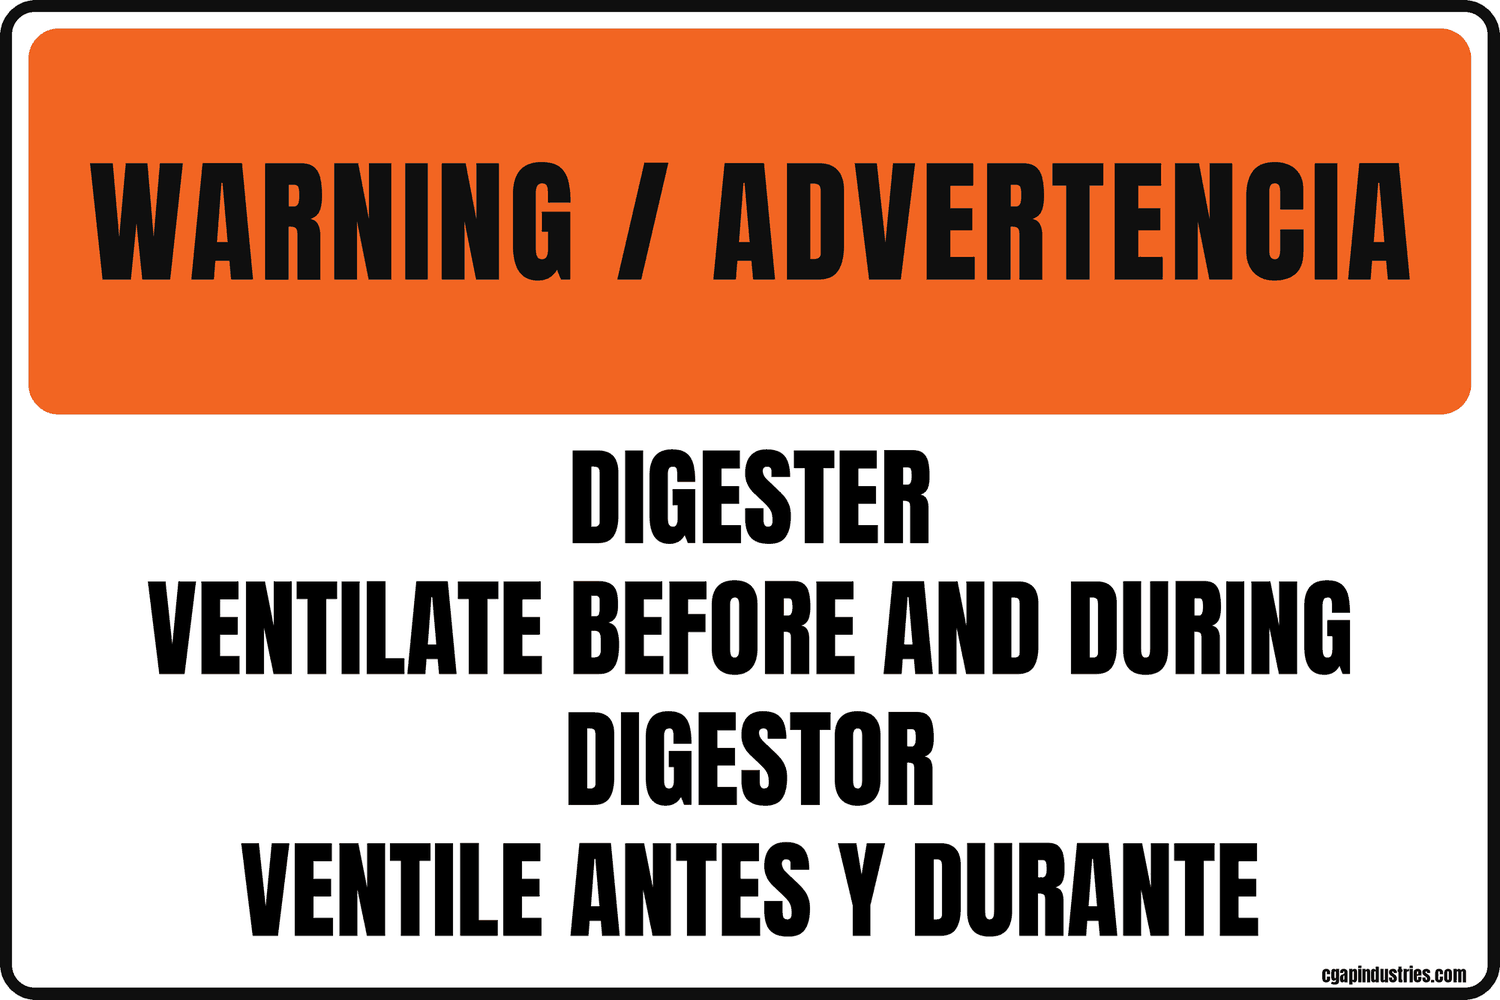 WARNING / ADVERTENCIA
DIGESTER
VENTILATE BEFORE AND DURING
DIGESTOR
VENTILE ANTES Y DURANTE
cgapindustries.com